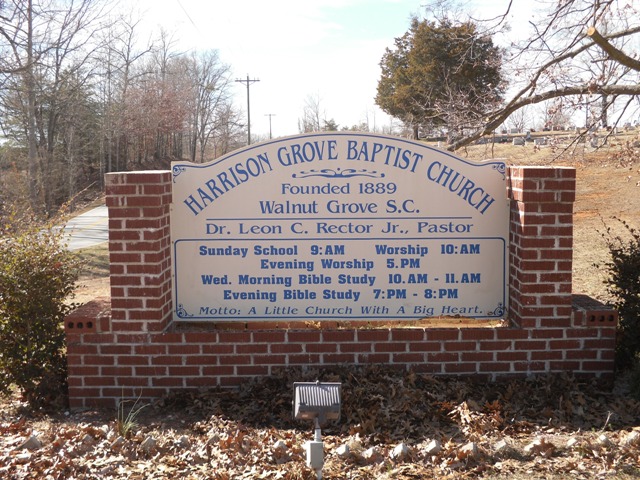 Harrison Grove Baptist Church
Founded 1889
Walnut Grove S.C.
Dr. Leon C. Rector Jr., Pastor
Sunday School 9:AM Worship 10:AM
Evening Worship 5.PM
Wed. Morning Bible Study 10.AM - 11.AM
Evening Bible Study 7:PM - 8:PM
Motto: A Little Church With A Big Heart.